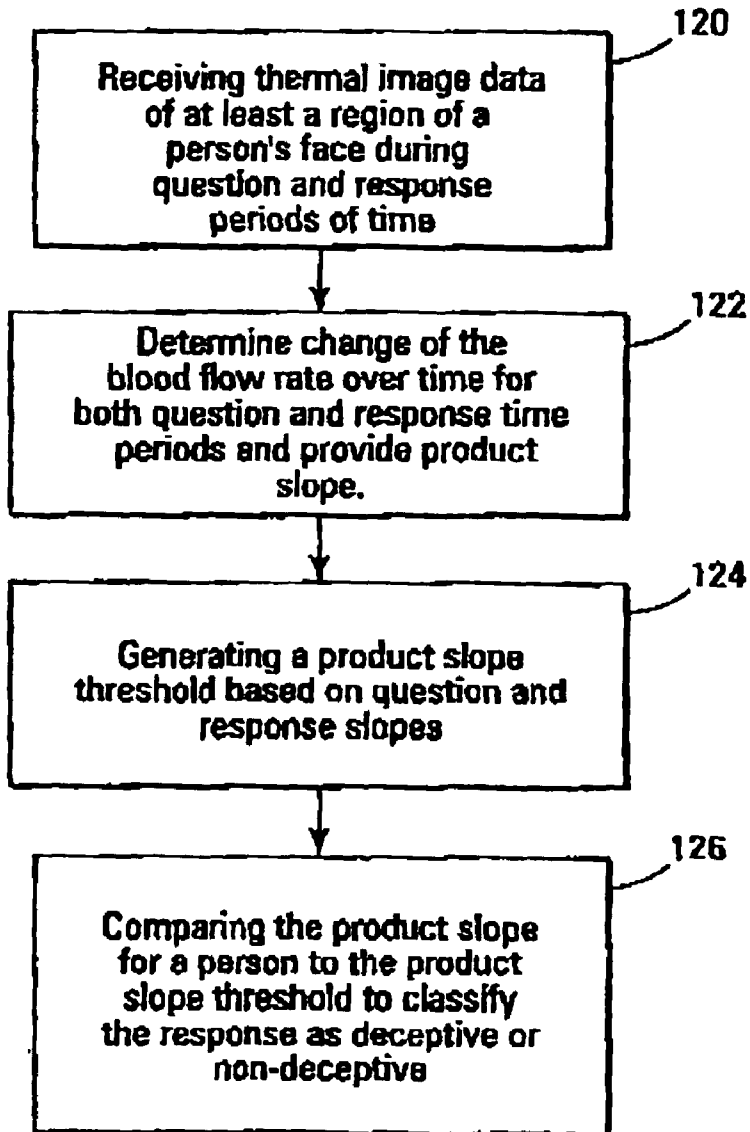 120
Receiving thermal image data
of at least a region of a
person's face during
question and response
periods of time
122
Determine change of the
blood flow rate over time for
both question and response time
periods and provide product
slope.
124
Generating a product slope
threshold based on question and
response slopes
126
Comparing the product slope
for a person to the product
slope threshold to classify
the response as deceptive or
non-deceptive